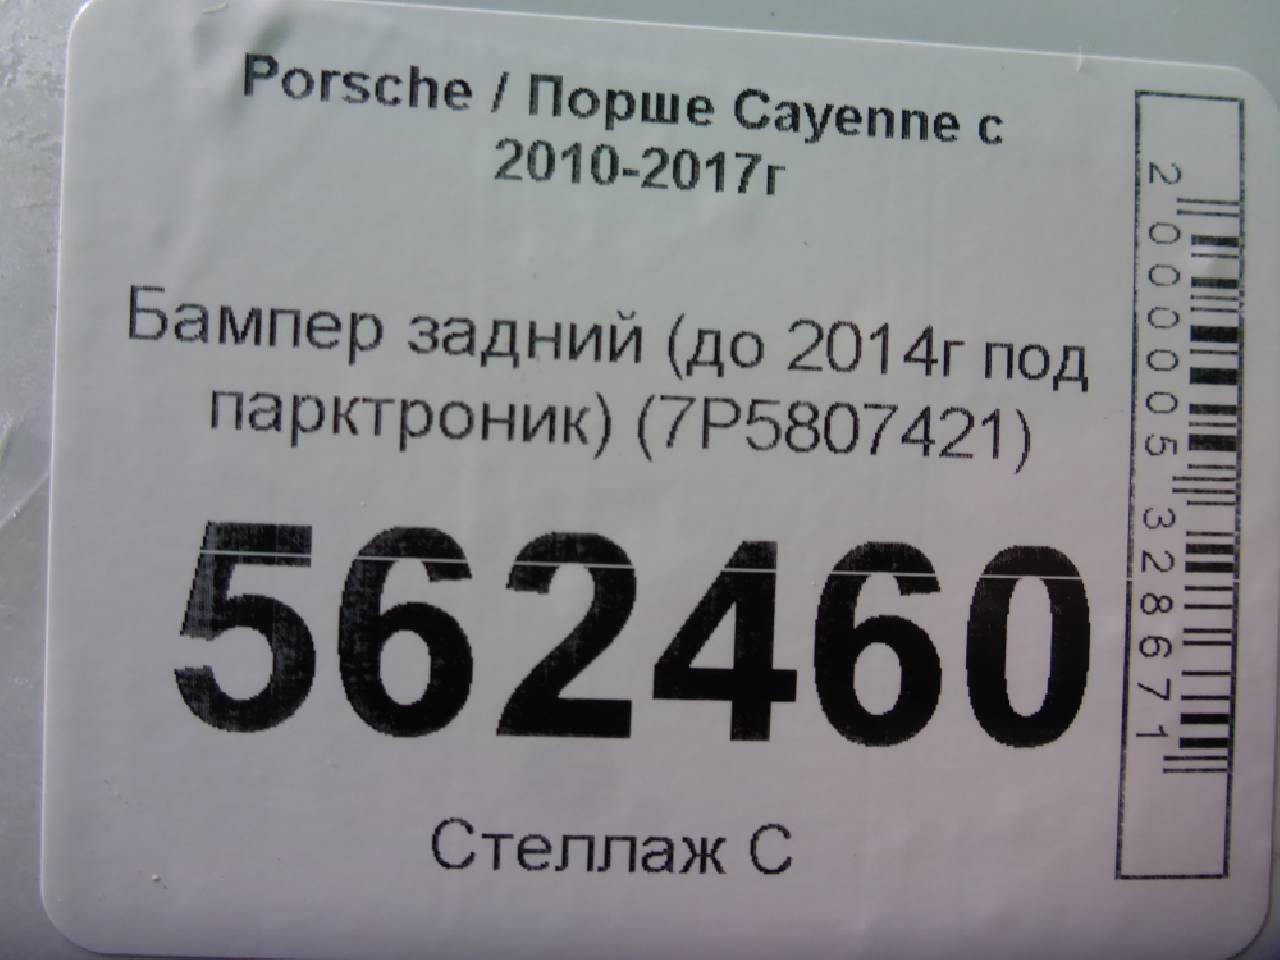 Porsche / Порше Cayenne с
2010-2017г
Бампер задний (до 2014г под
парктроник) (7P5807421)
562460
Стеллаж С
2000005328671